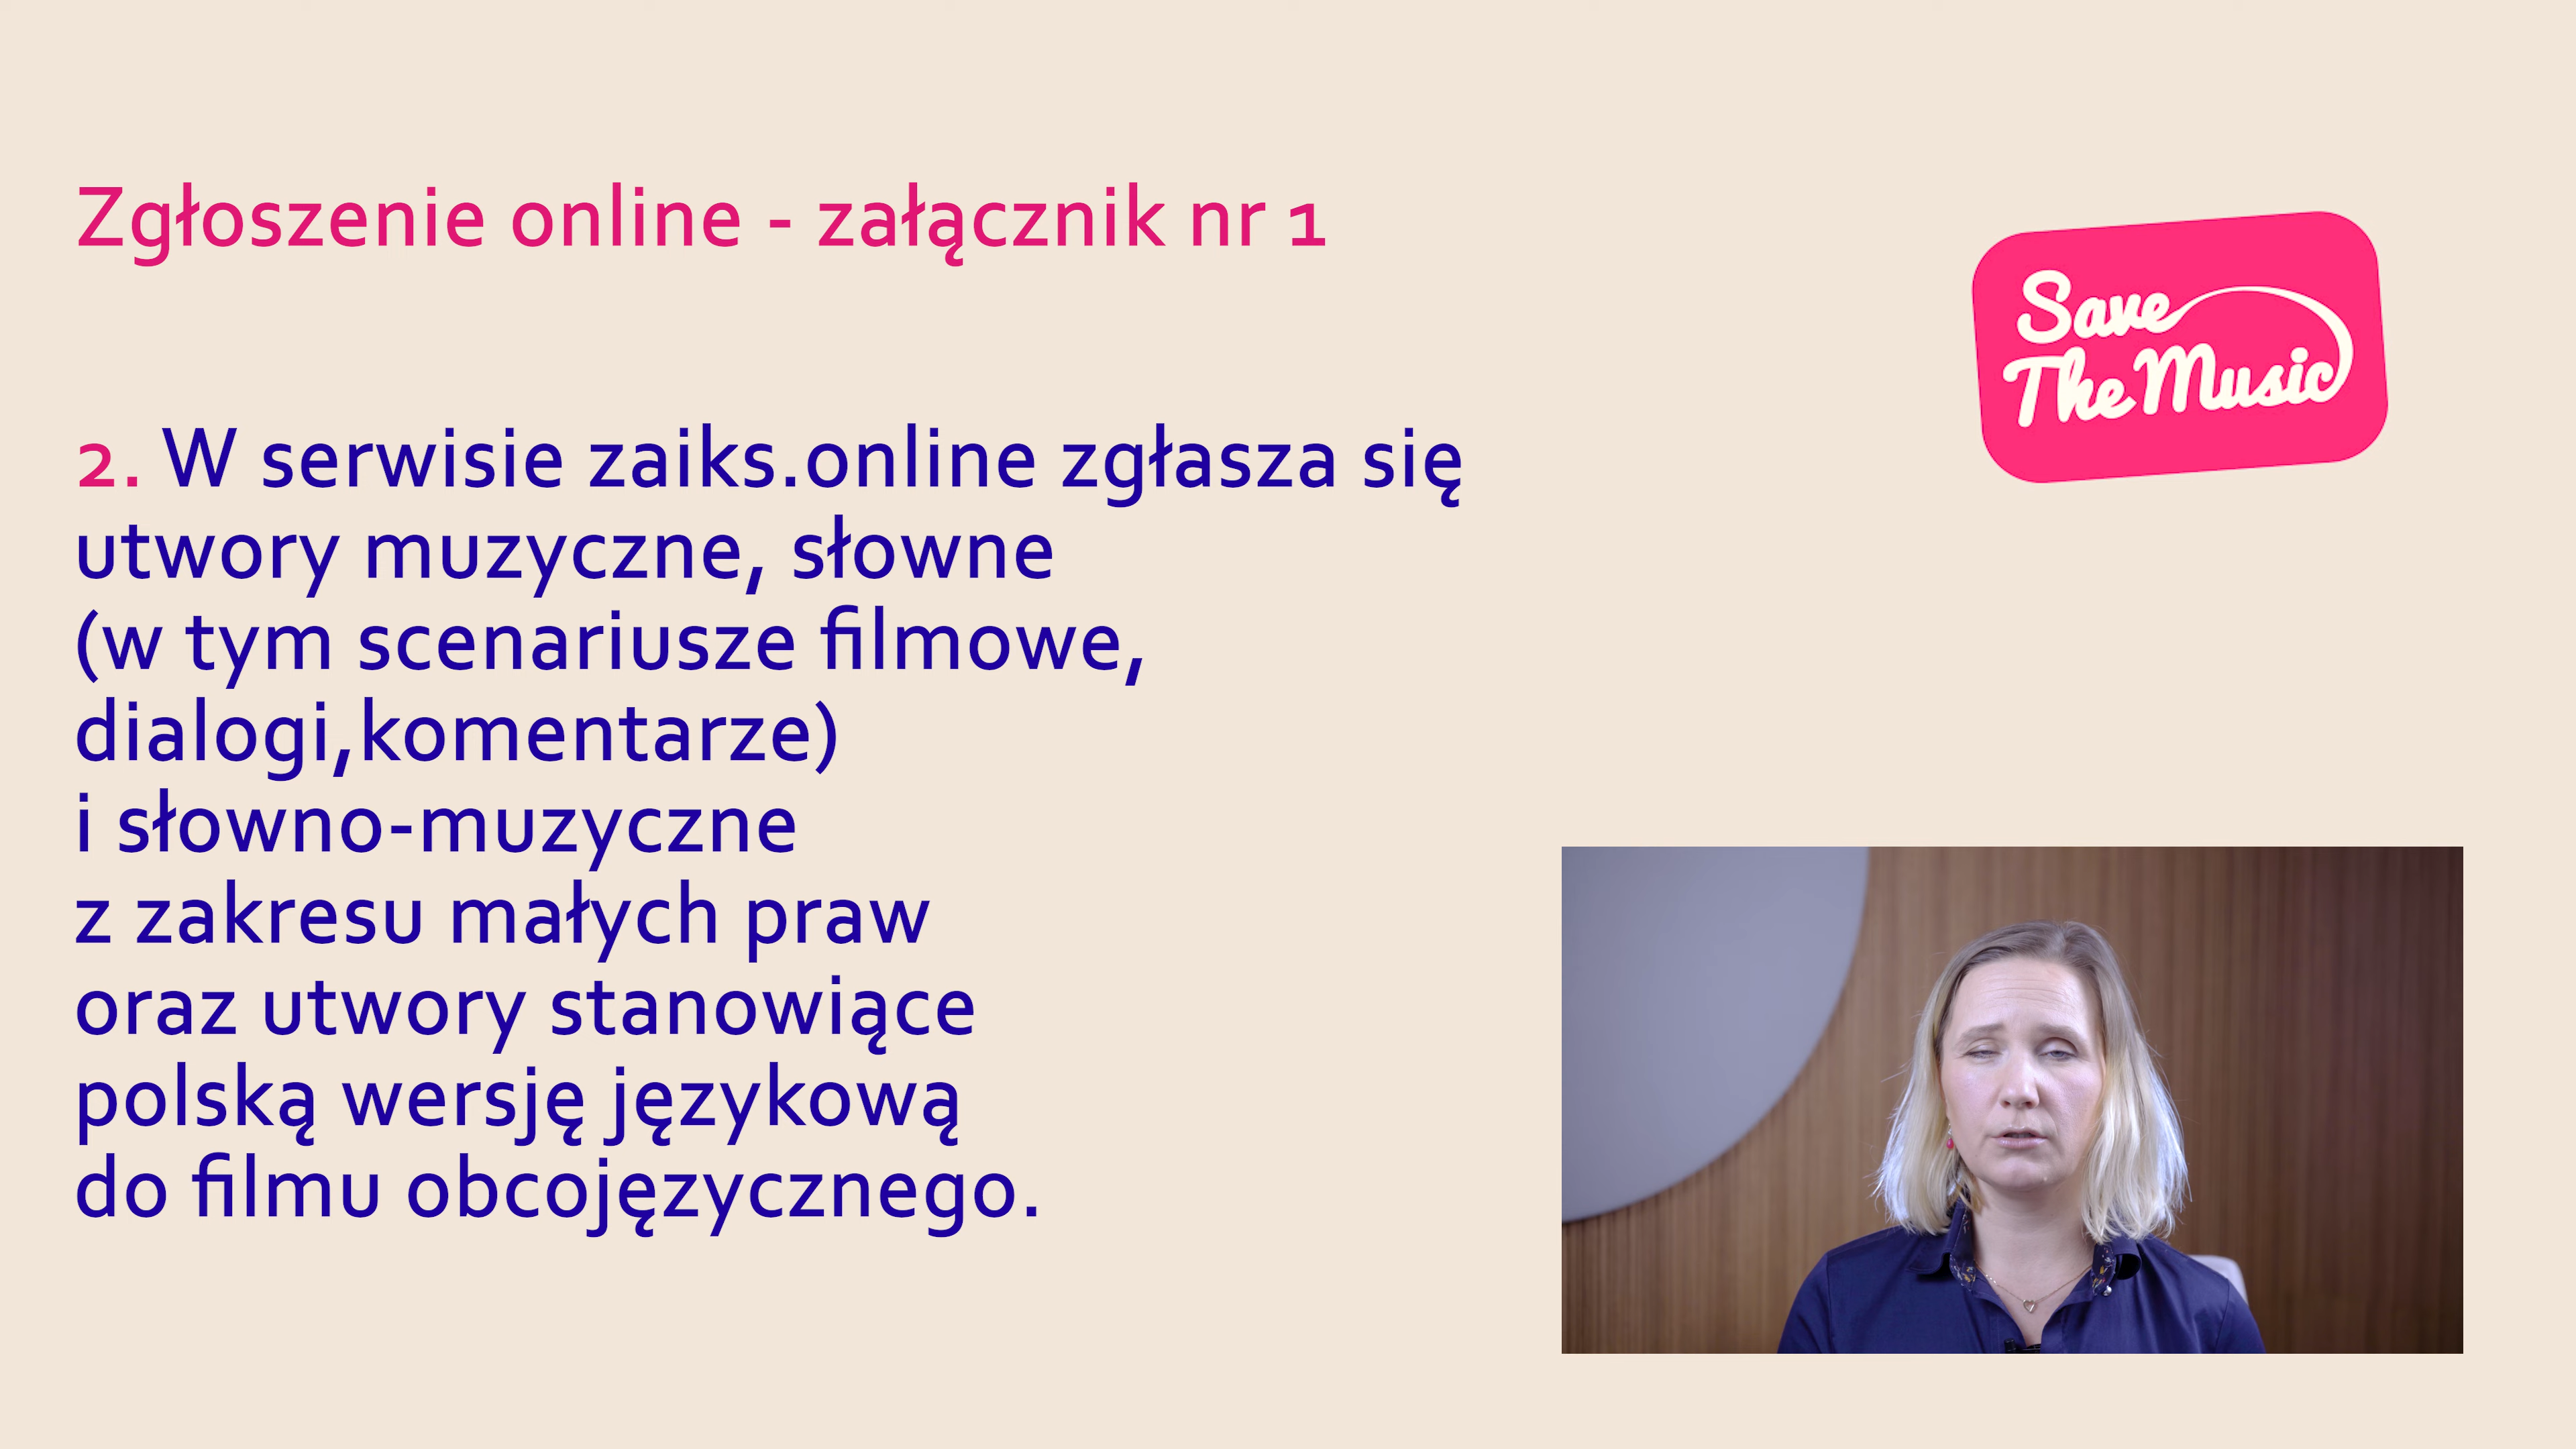 Zgłoszenie online - załącznik nr 1
Save
The Music
2. W serwisie zaiks.online zgłasza się
utwory muzyczne, słowne
(w tym scenariusze filmowe,
dialogi,komentarze)
i słowno-muzyczne
z zakresu małych praw
oraz utwory stanowiące
polską wersję językową
do filmu obcojęzycznego.